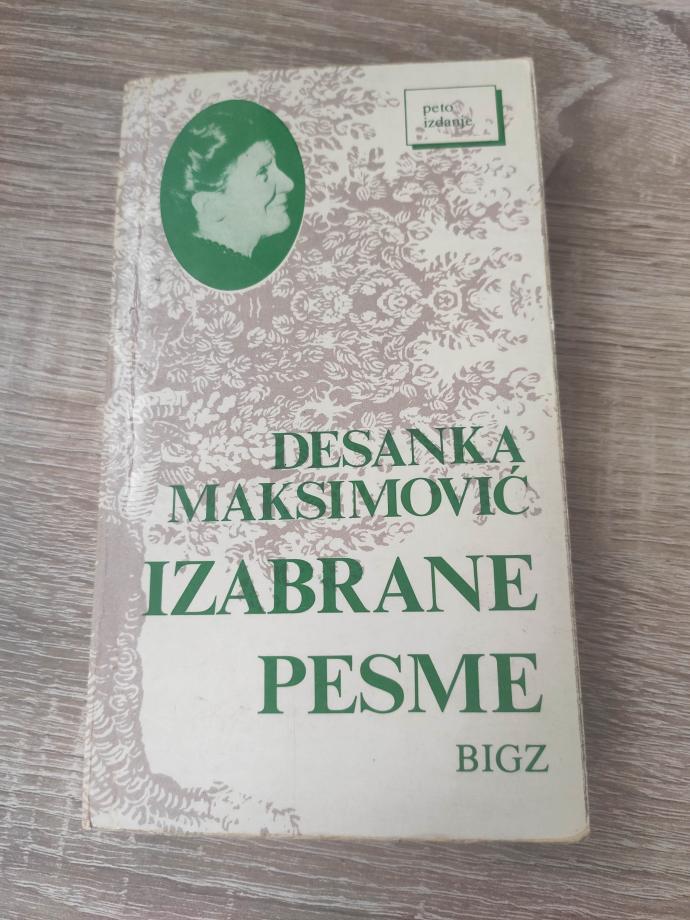 peto
izdanje
DESANKA
MAKSIMOVIĆ
IZABRANE
PESME
BIGZ